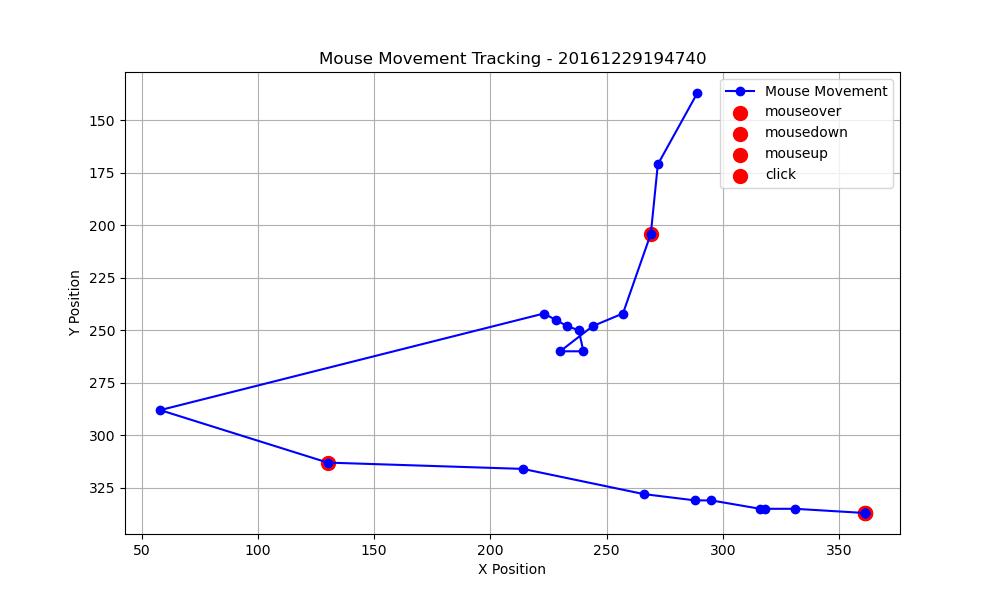 Mouse Movement Tracking - 20161229194740
Mouse Movement
mouseover
mousedown
mouseup
click
150
175
200
225
250
275
300
325
Y Position
50 100 150 200 250 300 350
X Position